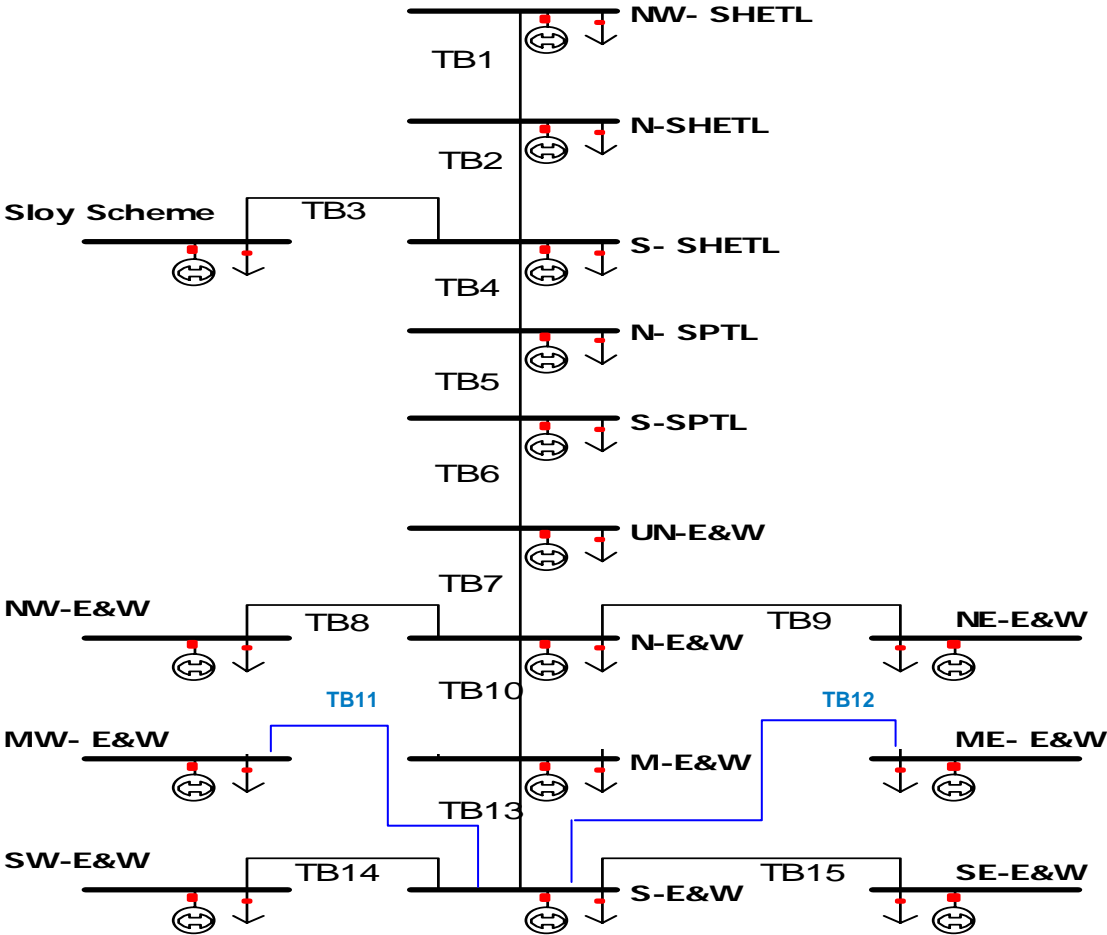 NW- SHETL
TB1
N-SHETL
TB2
Sloy Scheme
TB3
S- SHETL
TB4
N- SPTL
TB5
S-SPTL
TB6
UN-E&W
TB7
NW-E&W
TB8
N-E&W
TB9
NE-E&W
TB10
TB11
TB12
MW- E&W
M-E&W
ME- E&W
TB13
SW-E&W
TB14
S-E&W
TB15
SE-E&W